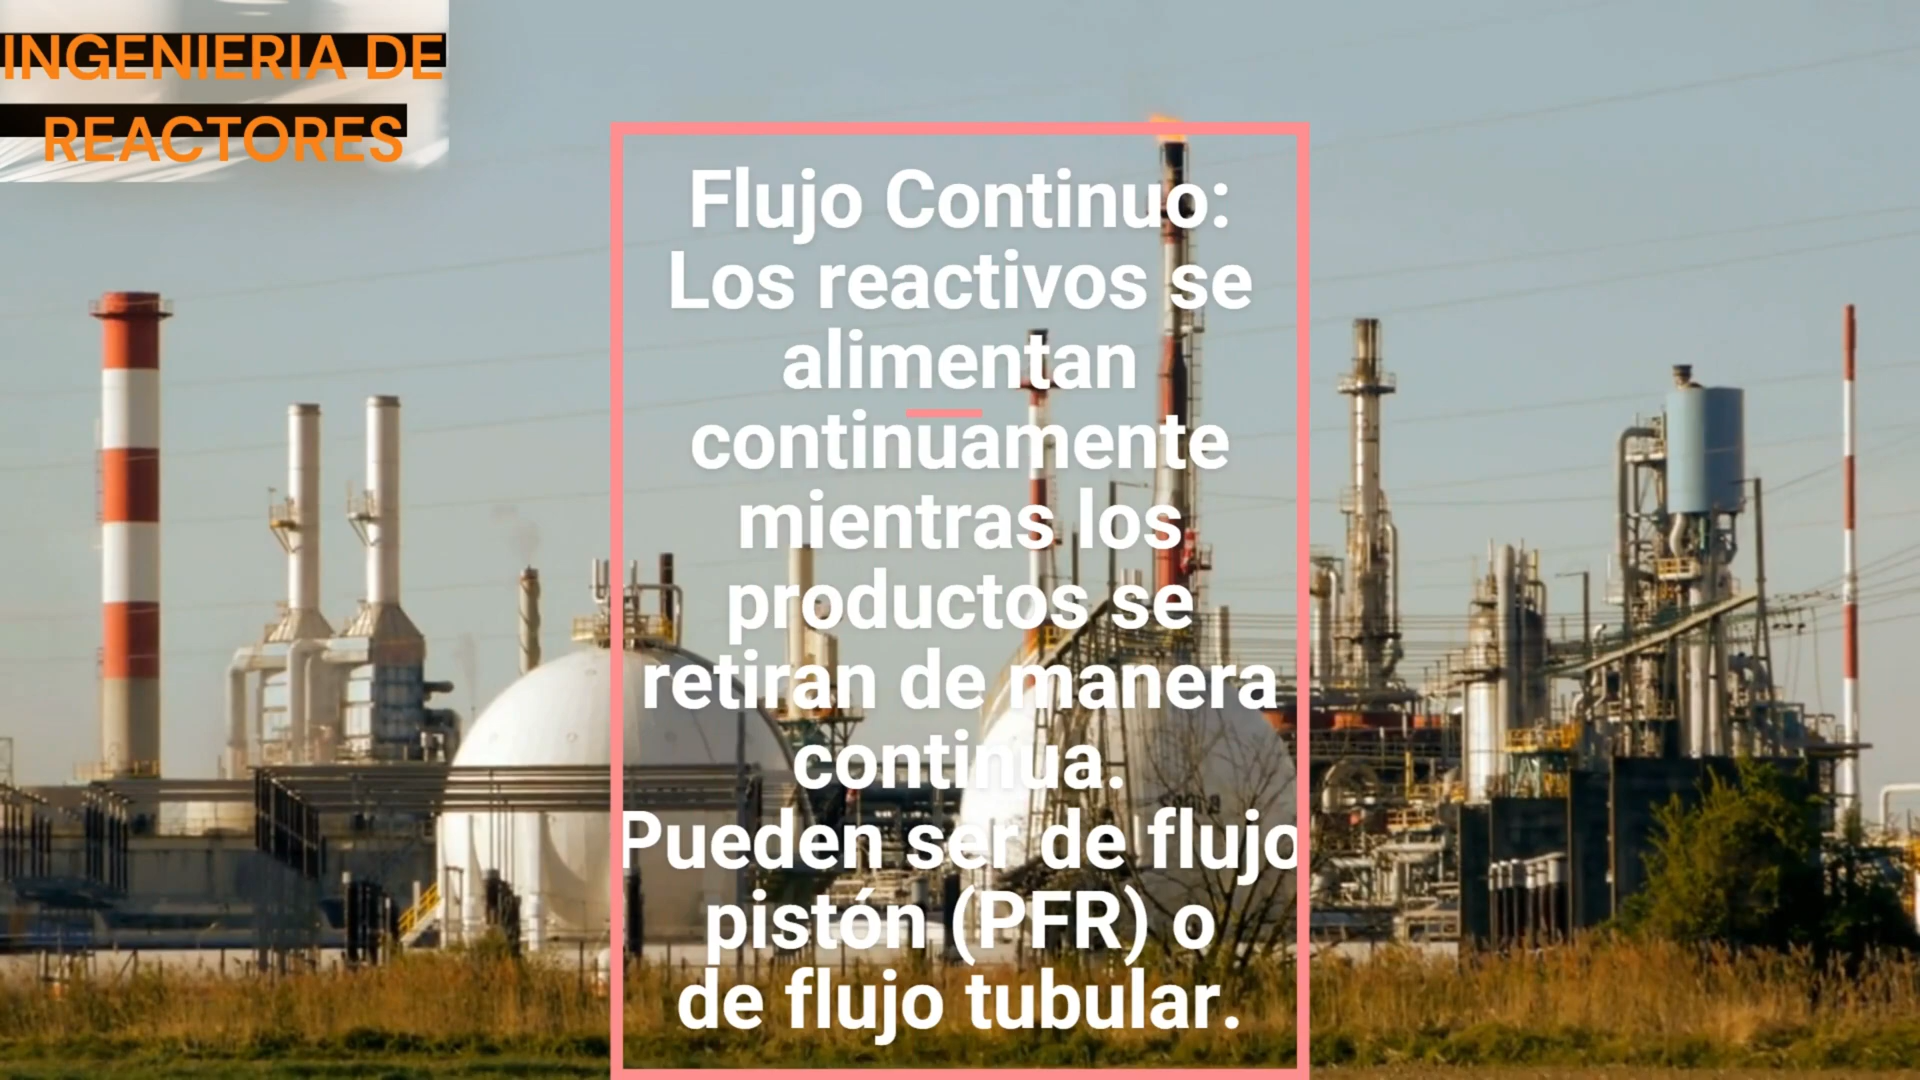 INGENIERIA DE
REACTORES
Flujo Continuo:
Los reactivos se
alimentan
continuamente
mientras los
productos se
retiran de manera
continua.
Pueden ser de flujo
pistón (PFR) o
de flujo tubular.